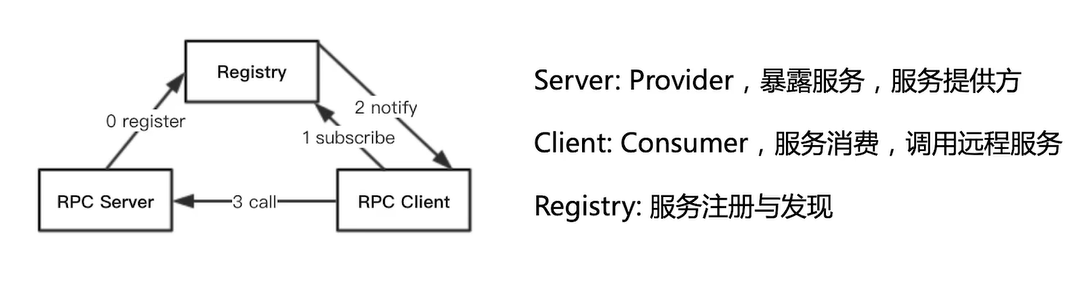 Registry
2 notify
0 register
1 subscribe
RPC Server
3 call
RPC Client
Server: Provider，暴露服务，服务提供方
Client: Consumer，服务消费，调用远程服务
Registry: 服务注册与发现